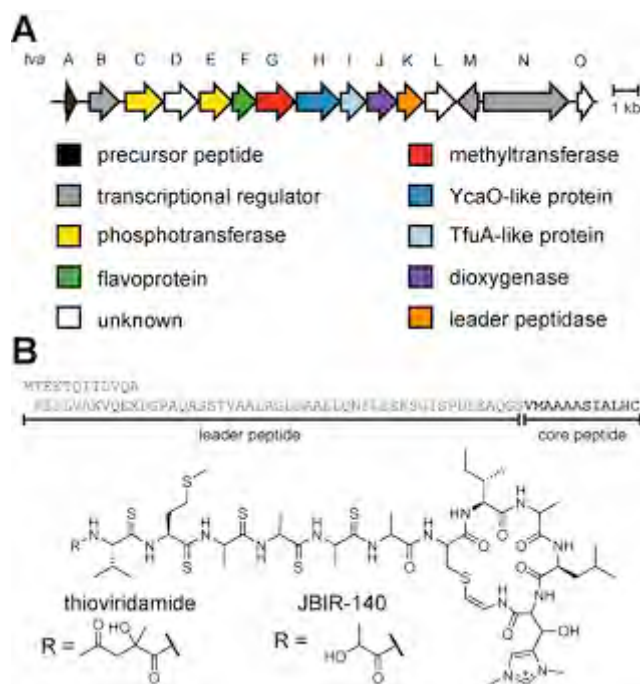 A
tva A B C D E F G H I J K L M N O
1 kb
precursor peptide
methyltransferase
transcriptional regulator
YcaO-like protein
phosphotransferase
TfuA-like protein
flavoprotein
dioxygenase
unknown
leader peptidase
B
VMAAAASIALHC
leader peptide
core peptide
thioviridamide
JBIR-140
R =
R =